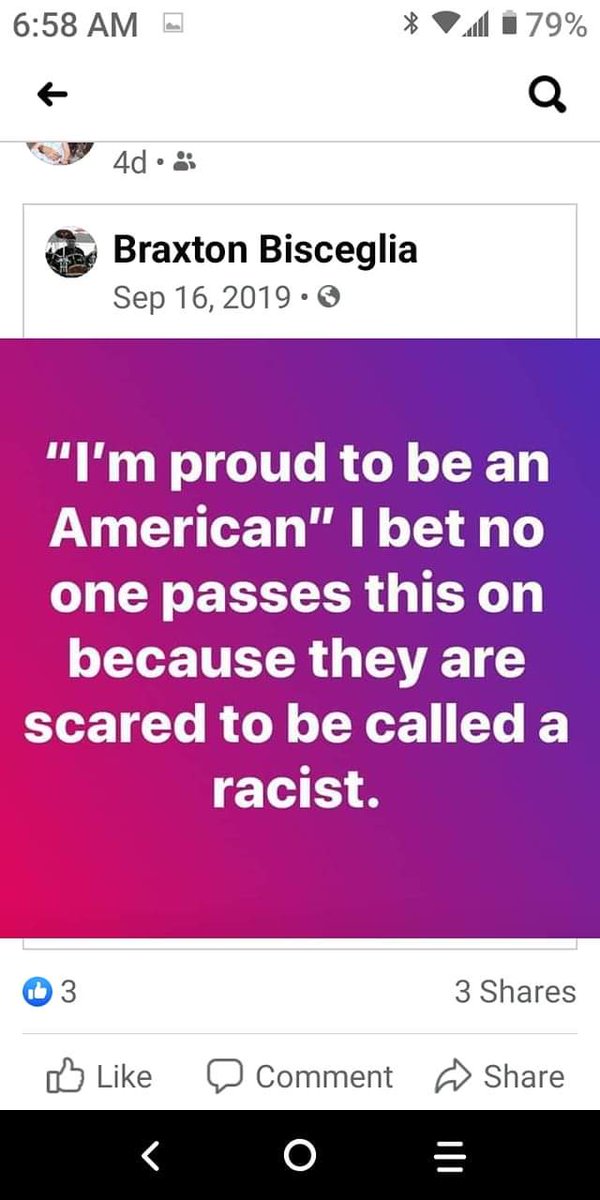 6:58 AM 79%
4d •
Braxton Bisceglia
Sep 16, 2019 •
“I’m proud to be an
American” I bet no
one passes this on
because they are
scared to be called a
racist.
3 3 Shares
Like Comment Share